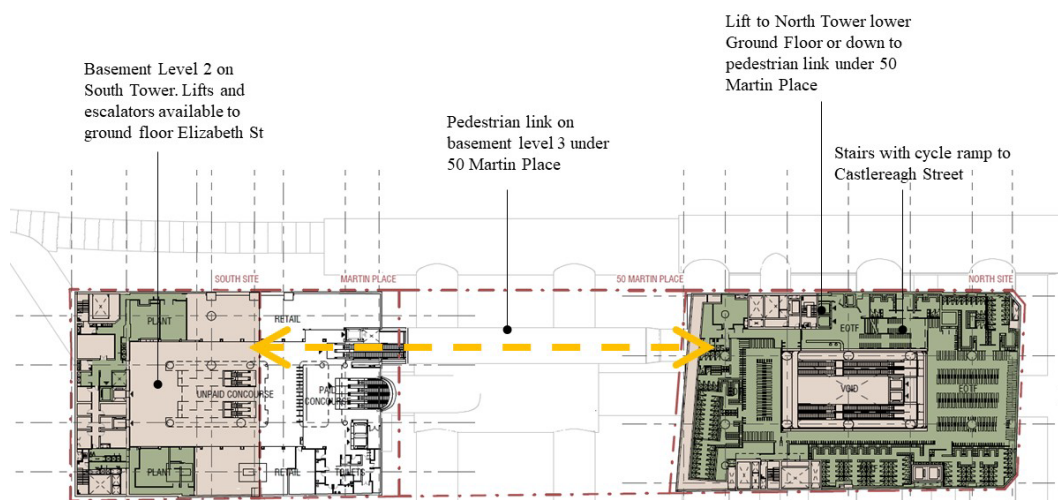 Lift to North Tower lower
Ground Floor or down to
pedestrian link under 50
Martin Place
Basement Level 2 on
South Tower. Lifts and
escalators available to
ground floor Elizabeth St
Pedestrian link on
basement level 3 under
50 Martin Place
Stairs with cycle ramp to
Castlereagh Street
SOUTH SITE
MARTIN PLACE
50 MARTIN PLACE
NORTH SITE
PLANT
RETAIL
EOTF
UNPAID CONCOURSE
CONCOURSE
VOID
EOTF
PLANT
RETAIL